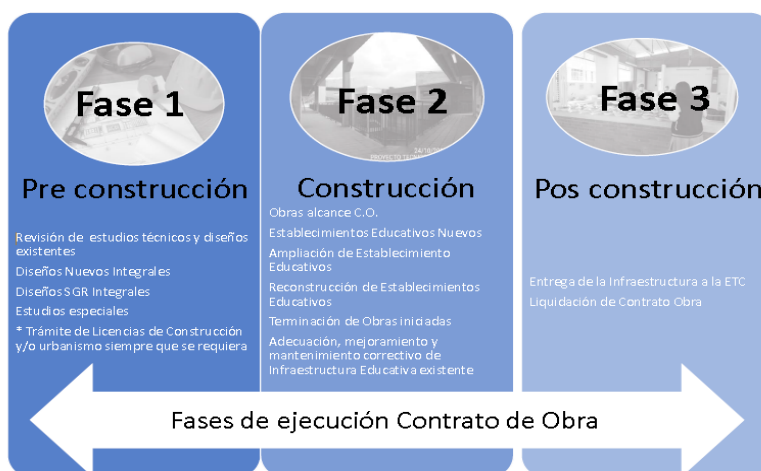 Fase 1
Pre construcción
Revisión de estudios técnicos y diseños
existentes
Diseños Nuevos Integrales
Diseños SGR Integrales
Estudios especiales
* Trámite de Licencias de Construcción
y/o urbanismo siempre que se requiera
Fase 2
Construcción
Obras alcance C.O.
Establecimientos Educativos Nuevos
Ampliación de Establecimiento
Educativos
Reconstrucción de Establecimientos
Educativos
Terminación de Obras iniciadas
Adecuación, mejoramiento y
mantenimiento correctivo de
Infraestructura Educativa existente
Fase 3
Pos construcción
Entrega de la Infraestructura a la ETC
Liquidación de Contrato Obra
Fases de ejecución Contrato de Obra